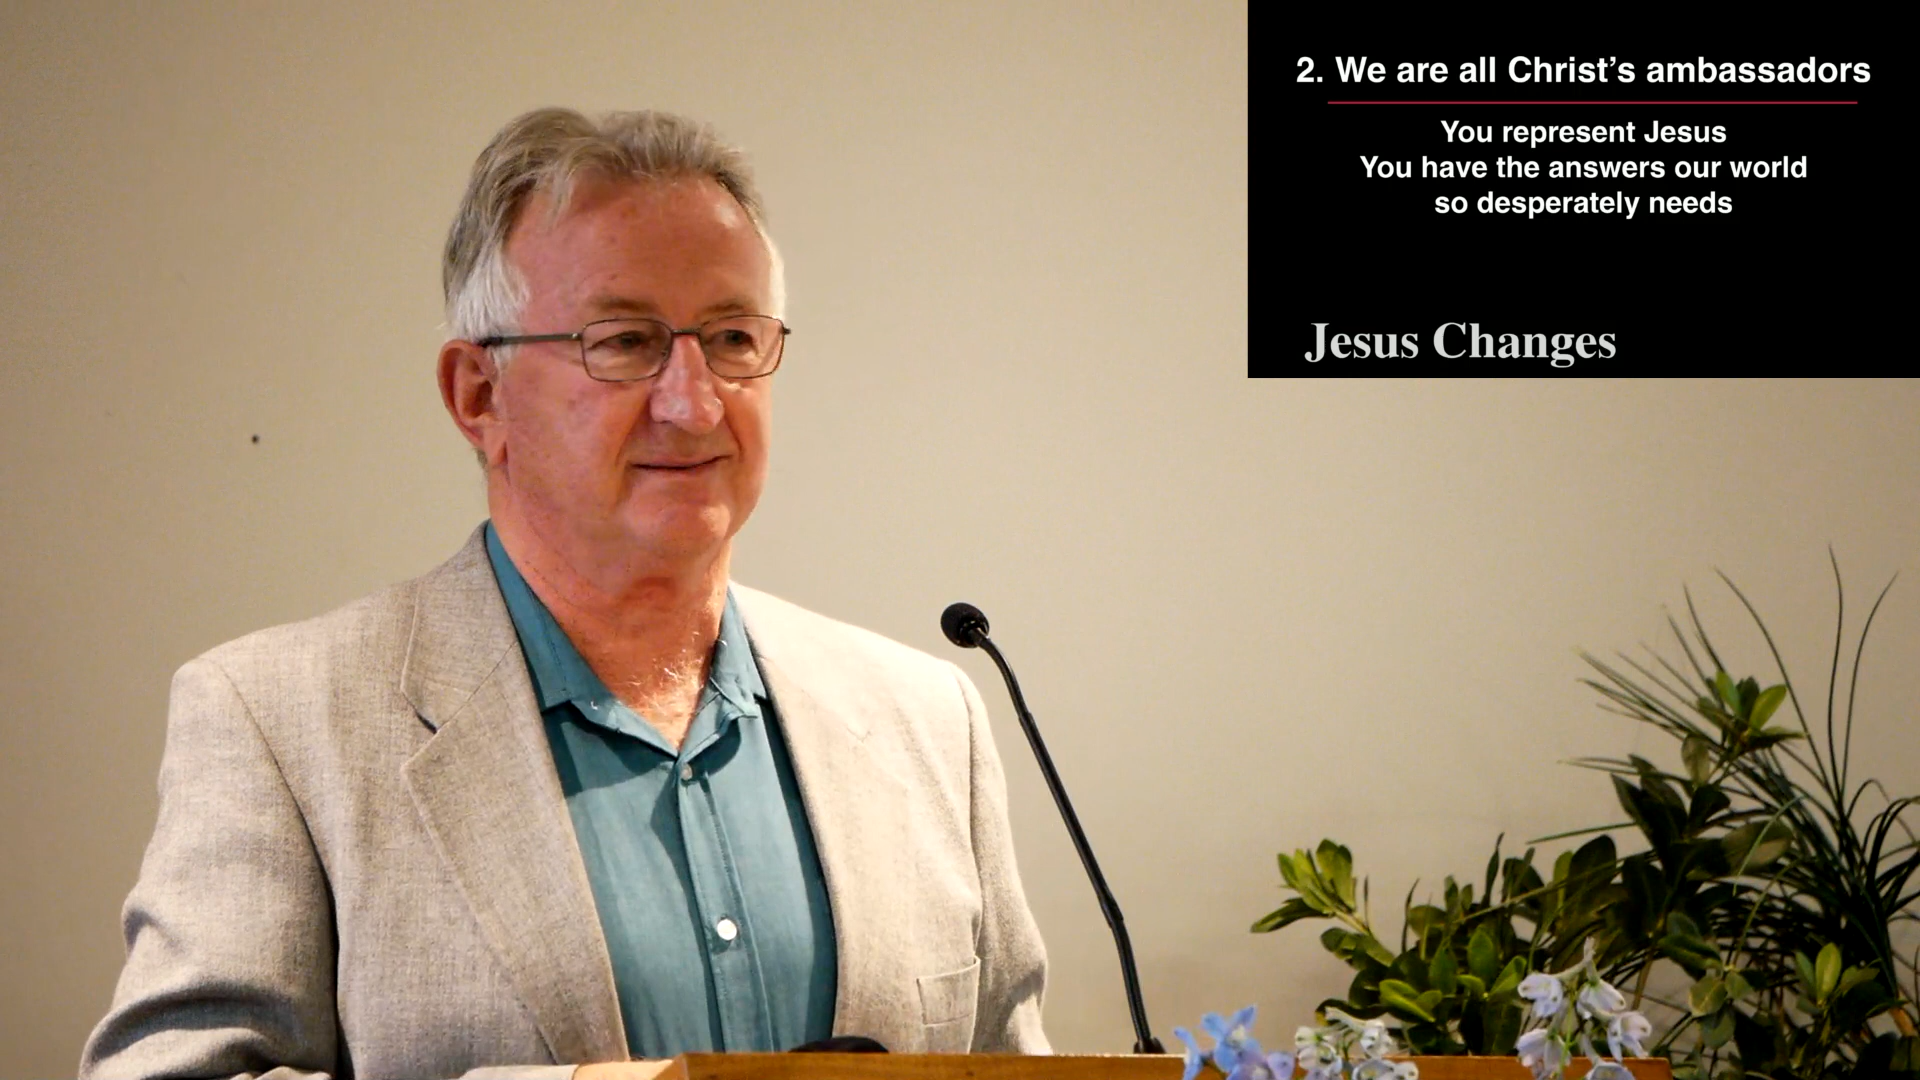 2. We are all Christ’s ambassadors
You represent Jesus
You have the answers our world
so desperately needs
Jesus Changes